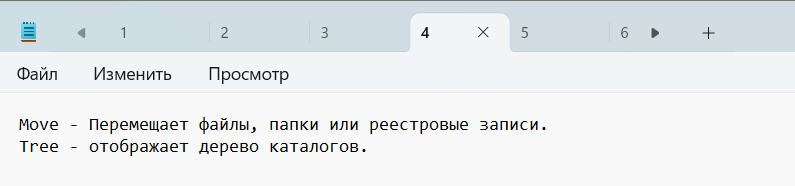 1 2 3 4 5 6
Файл Изменить Просмотр
Move - Перемещает файлы, папки или реестровые записи.
Tree - отображает дерево каталогов.